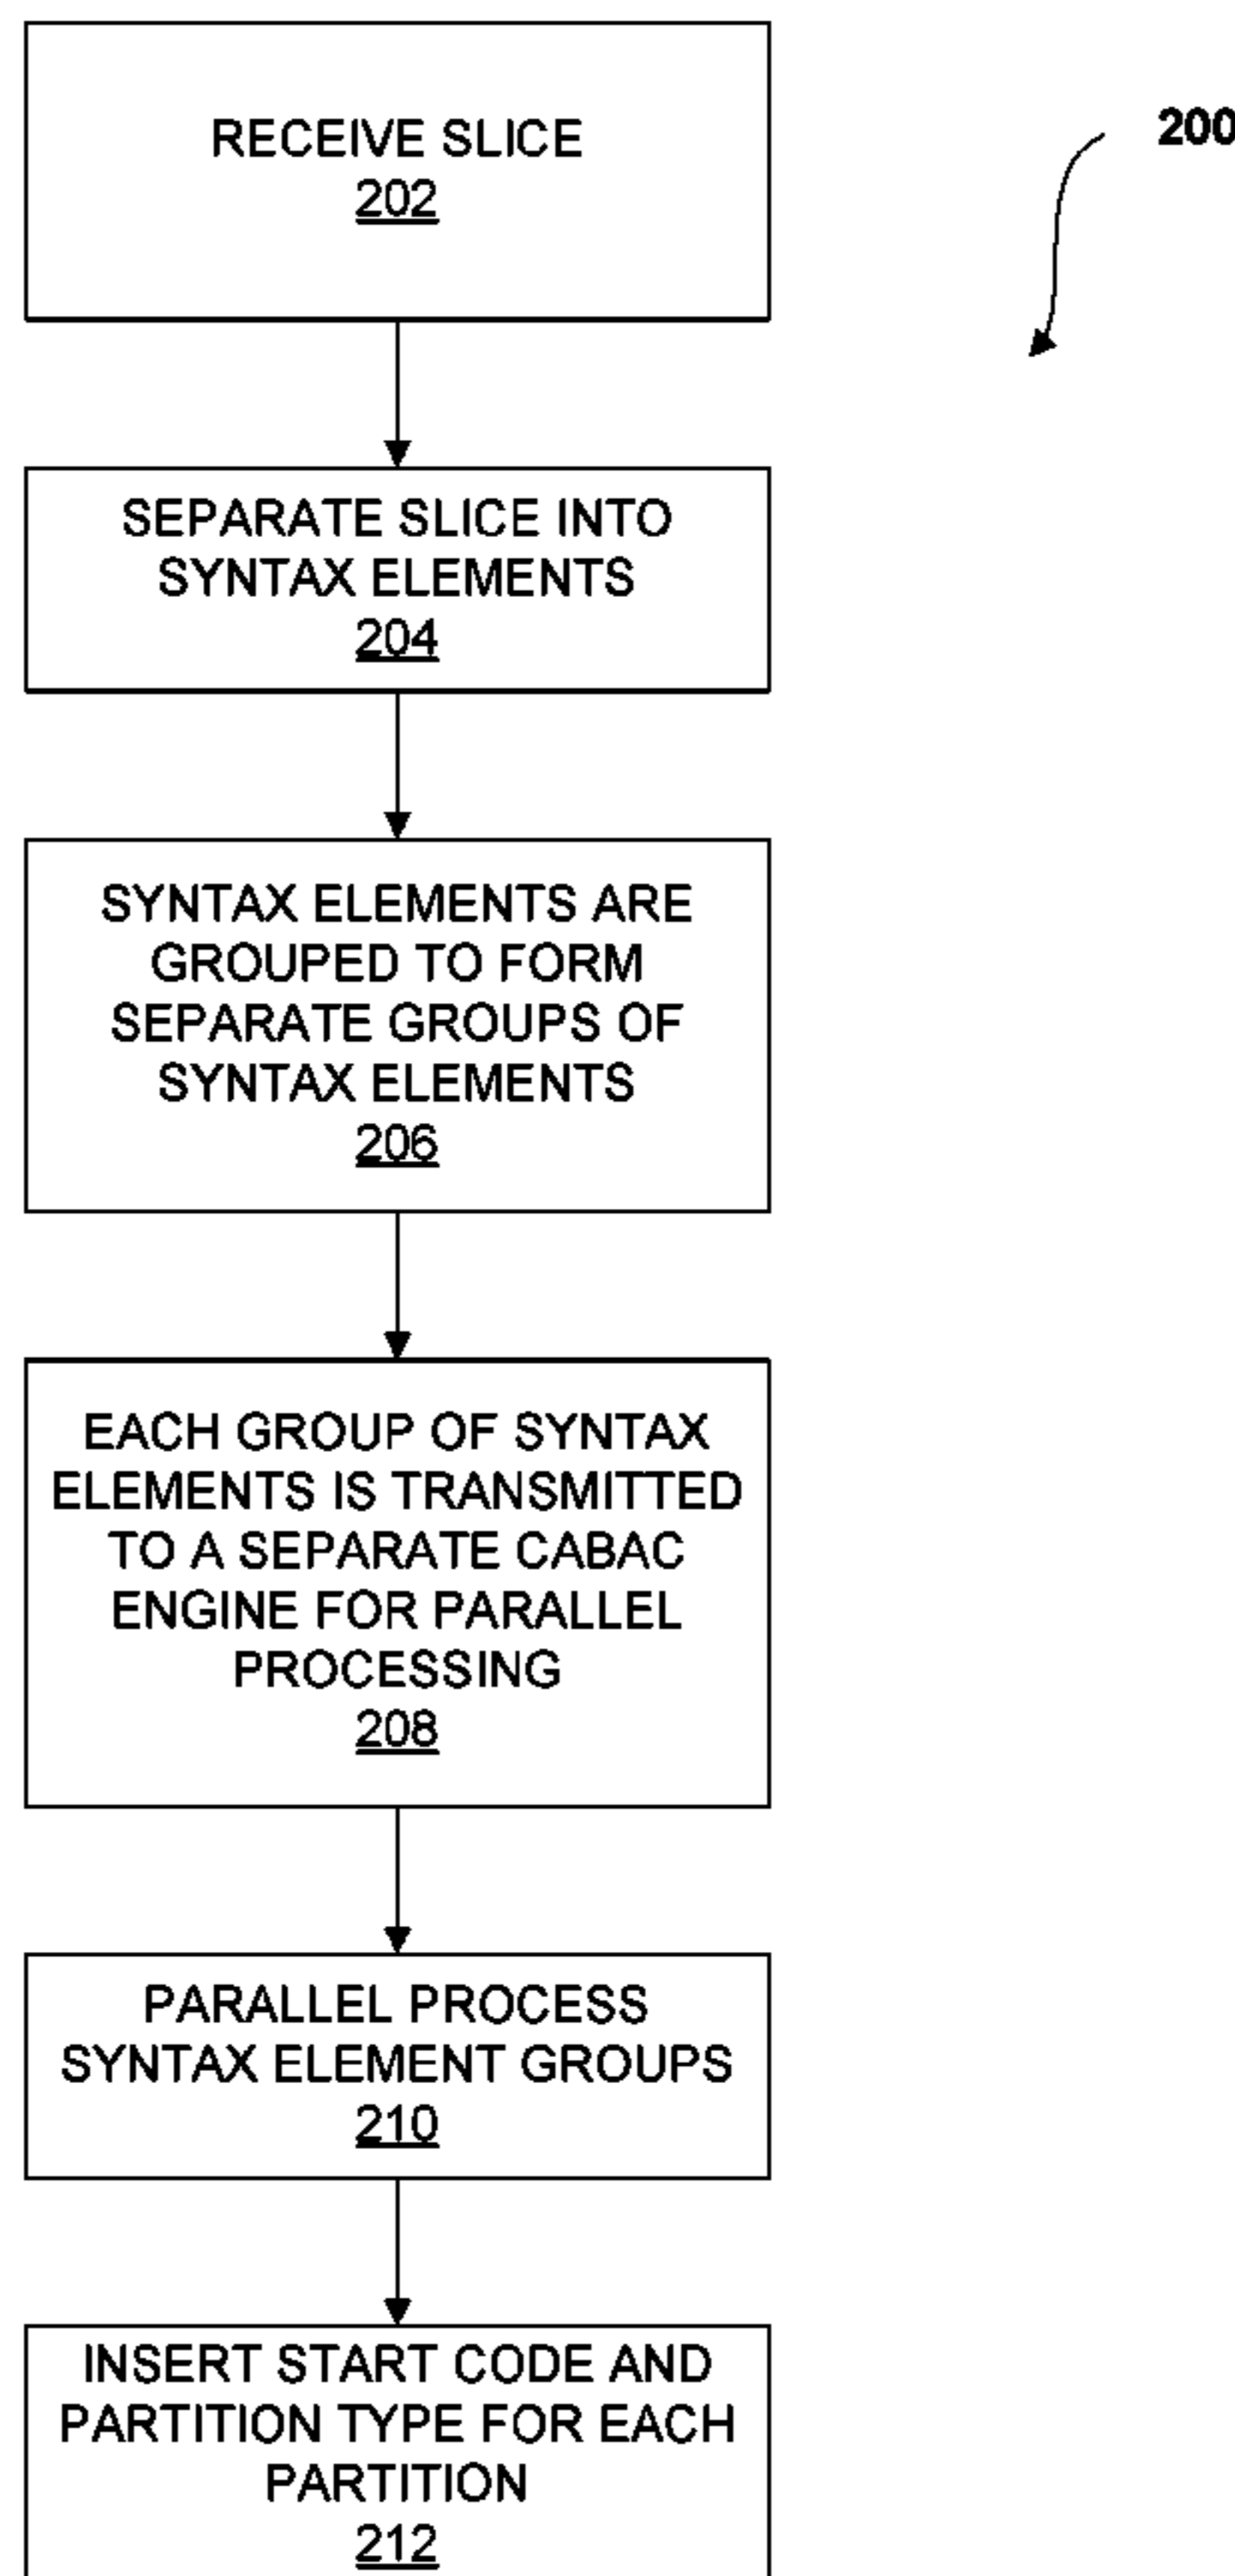 RECEIVE SLICE
202
200
SEPARATE SLICE INTO
SYNTAX ELEMENTS
204
SYNTAX ELEMENTS ARE
GROUPED TO FORM
SEPARATE GROUPS OF
SYNTAX ELEMENTS
206
EACH GROUP OF SYNTAX
ELEMENTS IS TRANSMITTED
TO A SEPARATE CABAC
ENGINE FOR PARALLEL
PROCESSING
208
PARALLEL PROCESS
SYNTAX ELEMENT GROUPS
210
INSERT START CODE AND
PARTITION TYPE FOR EACH
PARTITION
212